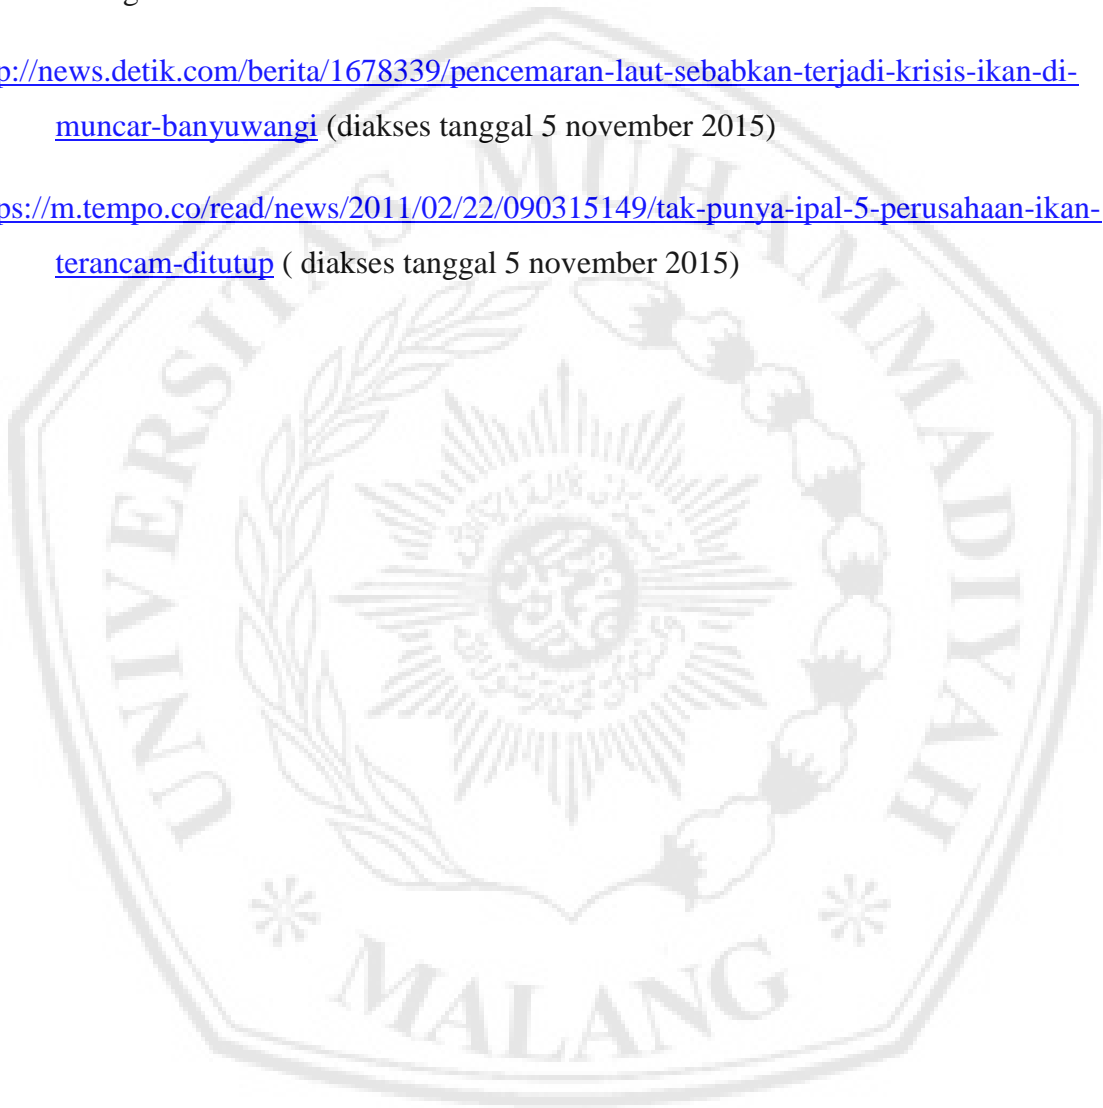 p://news.detik.com/berita/1678339/pencemaran-laut-sebabkan-terjadi-krisis-ikan-di-
muncar-banyuwangi (diakses tanggal 5 november 2015)
ps://m.tempo.co/read/news/2011/02/22/090315149/tak-punya-ipal-5-perusahaan-ikan-
terancam-ditutup ( diakses tanggal 5 november 2015)
UNIVERSITAS MUHAMMADIYAH
MALANG